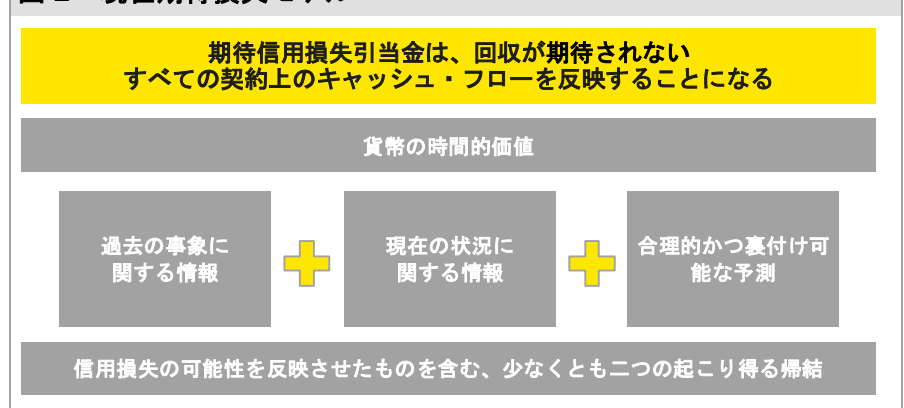 期待信用損失引当金は、回収が期待されない
すべての契約上のキャッシュ・フローを反映することになる
貨幣の時間的価値
過去の事象に
関する情報
現在の状況に
関する情報
合理的かつ裏付け可
能な予測
信用損失の可能性を反映させたものを含む、少なくとも二つの起こり得る帰結